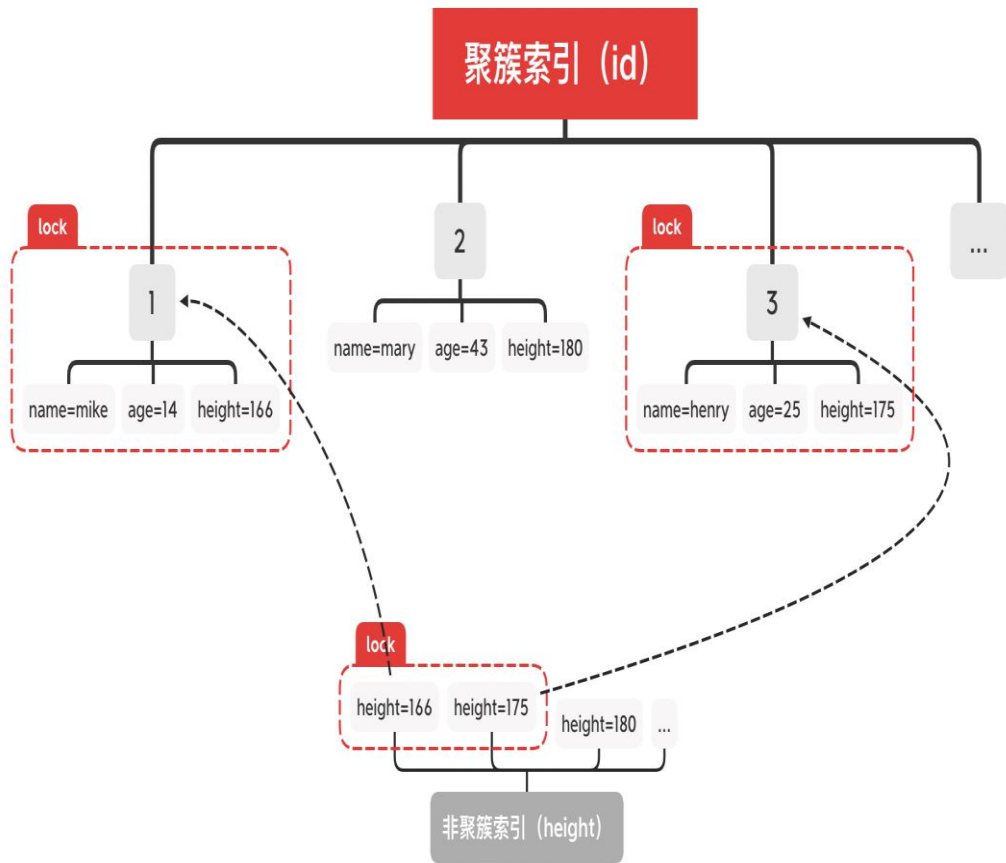 聚簇索引（id）
lock
2
lock
...
1
3
name=mary
age=43
height=180
name=mike
age=14
height=166
name=henry
age=25
height=175
lock
height=166
height=175
height=180
...
非聚簇索引（height）